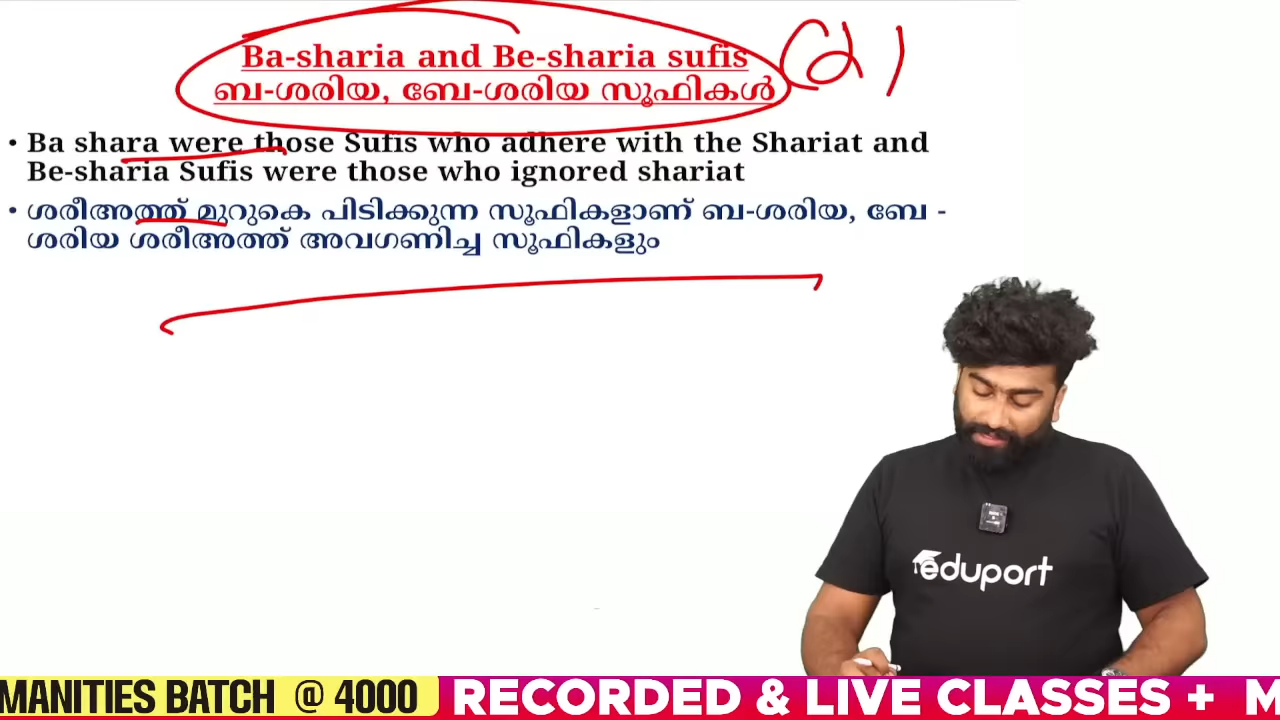 Ba-sharia and Be-sharia sufis
ബ-ശരിയ, ബേ-ശരിയ സൂഫികൾ
• Ba shara were those Sufis who adhere with the Shariat and
Be-sharia Sufis were those who ignored shariat
• ശരീഅത്ത് മുറുകെ പിടിക്കുന്ന സൂഫികളാണ് ബ-ശരിയ, ബേ -
ശരിയ ശരീഅത്ത് അവഗണിച്ച സൂഫികളും
eduport
MANITIES BATCH @ 4000 RECORDED & LIVE CLASSES + M